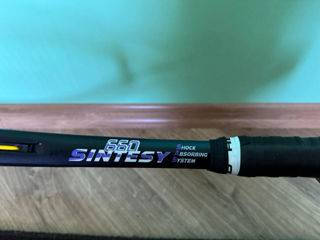 660
SINTESY
SHOCK
ABSORBING
SYSTEM